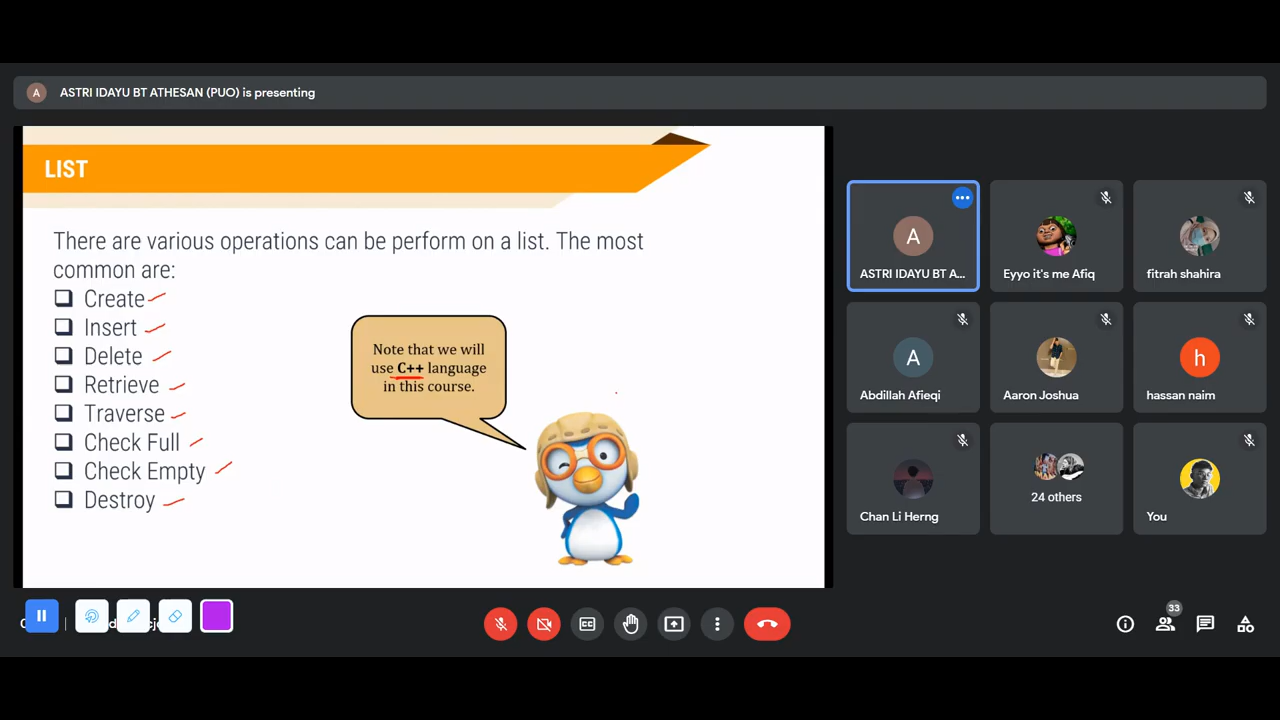 A ASTRI IDAYU BT ATHESAN (PUO) is presenting
LIST
There are various operations can be perform on a list. The most
common are:
Create
Insert
Delete
Retrieve
Traverse
Check Full
Check Empty
Destroy
Note that we will
use C++ language
in this course.
A
ASTRI IDAYU BT A...
Eyyo it's me Afiq
fitrah shahira
A
Abdillah Afieqi
Aaron Joshua
h
hassan naim
Chan Li Herng
24 others
You
CC
33